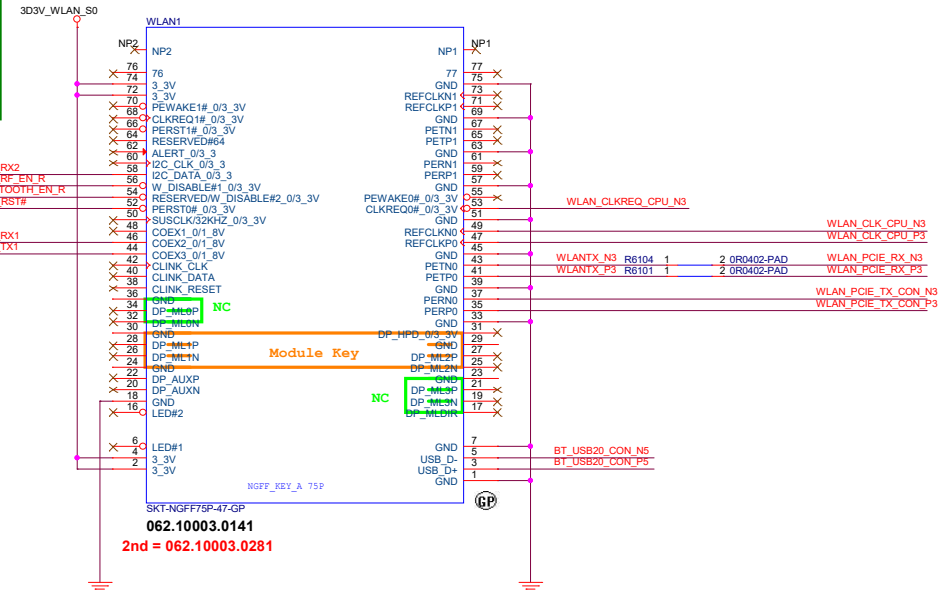 3D3V_WLAN_S0
WLAN1
NP2 NP2 NP1 NP1
76 76 77 77
74 3_3V GND 75
72 3_3V REFCLKN1 73
70 PEWAKE1#_0/3_3V REFCLKP1 71
68 CLKREQ1#_0/3_3V GND 69
66 PERST1#_0/3_3V PETN1 67
64 RESERVED#64 PETP1 65
62 ALERT_0/3_3 GND 63
60 I2C_CLK_0/3_3 PERN1 61
RX2 58 I2C_DATA_0/3_3 PERP1 59
RF_EN_R 56 W_DISABLE#1_0/3_3V GND 57
TOOTH_EN_R 54 RESERVED/W_DISABLE#2_0/3_3V PEWAKE0#_0/3_3V 55
RST# 52 PERST0#_0/3_3V CLKREQ0#_0/3_3V 53 WLAN_CLKREQ_CPU_N3
50 SUSCLK/32KHZ_0/3_3V GND 51
48 COEX1_0/1_8V REFCLKN0 49 WLAN_CLK_CPU_N3
RX1 46 COEX2_0/1_8V REFCLKP0 47 WLAN_CLK_CPU_P3
TX1 44 COEX3_0/1_8V GND 45
42 CLINK_CLK PETN0 43 WLANTX_N3 R6104 1 2 0R0402-PAD WLAN_PCIE_RX_N3
40 CLINK_DATA PETP0 41 WLANTX_P3 R6101 1 2 0R0402-PAD WLAN_PCIE_RX_P3
38 CLINK_RESET GND 39
36 GND PERN0 37 WLAN_PCIE_TX_CON_N3
34 DP_ML0P NC PERP0 35 WLAN_PCIE_TX_CON_P3
32 DP_ML0N GND 33
30 GND DP_HPD_0/3_3V 31
28 DP_ML1P Module Key GND 29
26 DP_ML1N DP_ML2P 27
24 GND DP_ML2N 25
22 DP_AUXP GND 23
20 DP_AUXN DP_ML3P 21
18 GND NC DP_ML3N 19
16 LED#2 DP_MLDIR 17
6 LED#1 GND 7
4 3_3V USB_D- 5 BT_USB20_CON_N5
2 3_3V USB_D+ 3 BT_USB20_CON_P5
GND 1
NGFF_KEY_A 75P
GP
SKT-NGFF75P-47-GP
062.10003.0141
2nd = 062.10003.0281